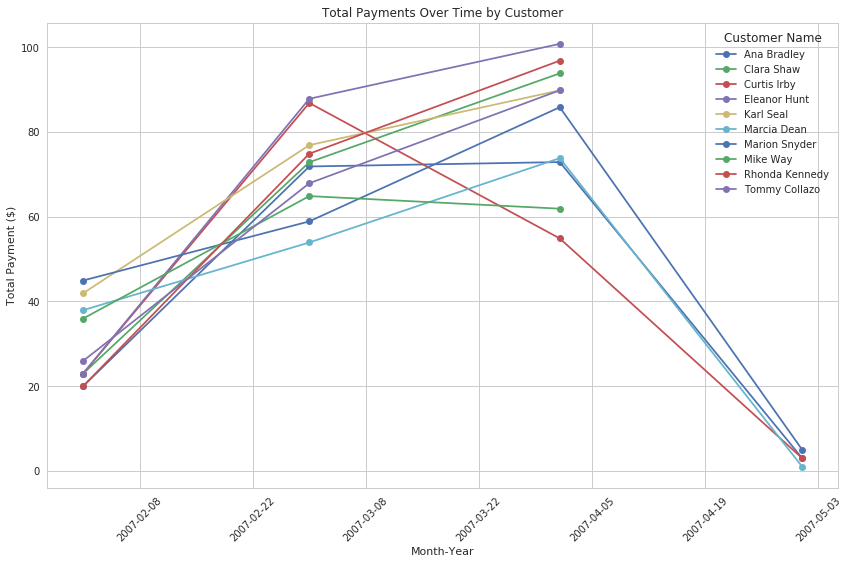 Total Payments Over Time by Customer
Total Payment ($)
100
80
60
40
20
0
Customer Name
Ana Bradley
Clara Shaw
Curtis Irby
Eleanor Hunt
Karl Seal
Marcia Dean
Marion Snyder
Mike Way
Rhonda Kennedy
Tommy Collazo
2007-02-08
2007-02-22
2007-03-08
2007-03-22
2007-04-05
2007-04-19
2007-05-03
Month-Year